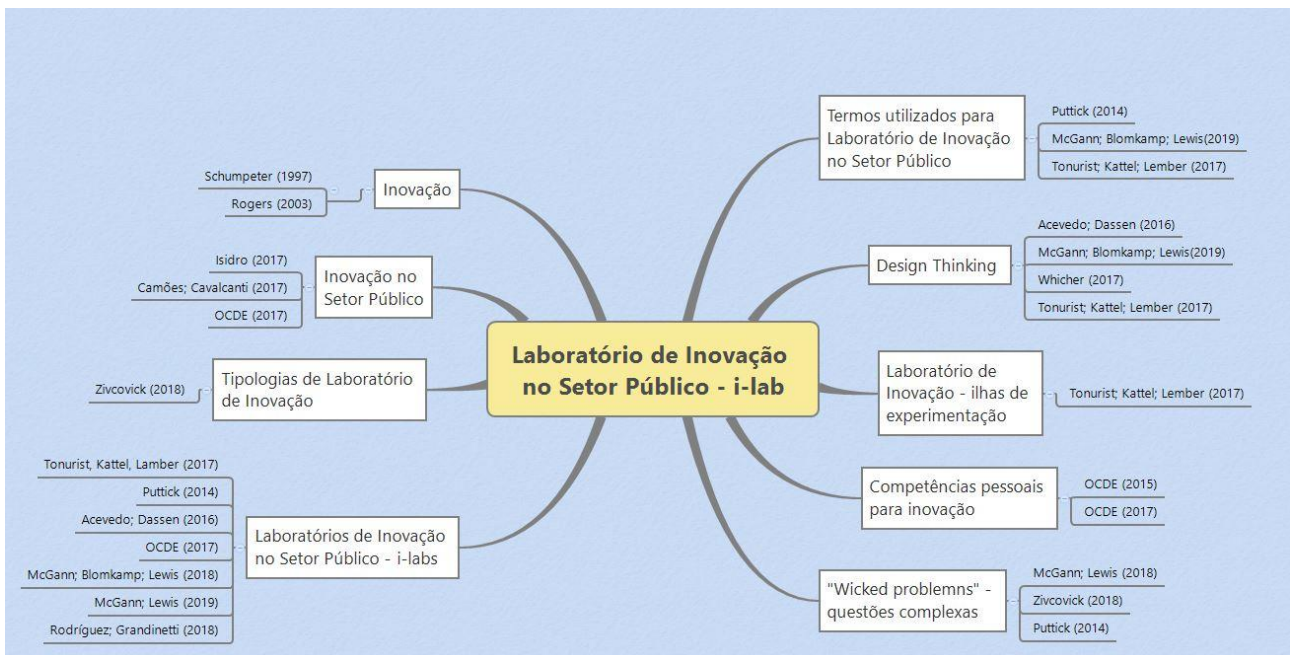 Laboratório de Inovação
no Setor Público - i-lab
Inovação
Schumpeter (1997)
Rogers (2003)
Inovação no
Setor Público
Isidro (2017)
Camões; Cavalcanti (2017)
OCDE (2017)
Tipologias de Laboratório
de Inovação
Zivcovick (2018)
Laboratórios de Inovação
no Setor Público - i-labs
Tonurist, Kattel, Lamber (2017)
Puttick (2014)
Acevedo; Dassen (2016)
OCDE (2017)
McGann; Blomkamp; Lewis (2018)
McGann; Lewis (2019)
Rodríguez; Grandinetti (2018)
Termos utilizados para
Laboratório de Inovação
no Setor Público
Puttick (2014)
McGann; Blomkamp; Lewis(2019)
Tonurist; Kattel; Lember (2017)
Design Thinking
Acevedo; Dassen (2016)
McGann; Blomkamp; Lewis(2019)
Whicher (2017)
Tonurist; Kattel; Lember (2017)
Laboratório de
Inovação - ilhas de
experimentação
Tonurist; Kattel; Lember (2017)
Competências pessoais
para inovação
OCDE (2015)
OCDE (2017)
"Wicked problemns" -
questões complexas
McGann; Lewis (2018)
Zivcovick (2018)
Puttick (2014)